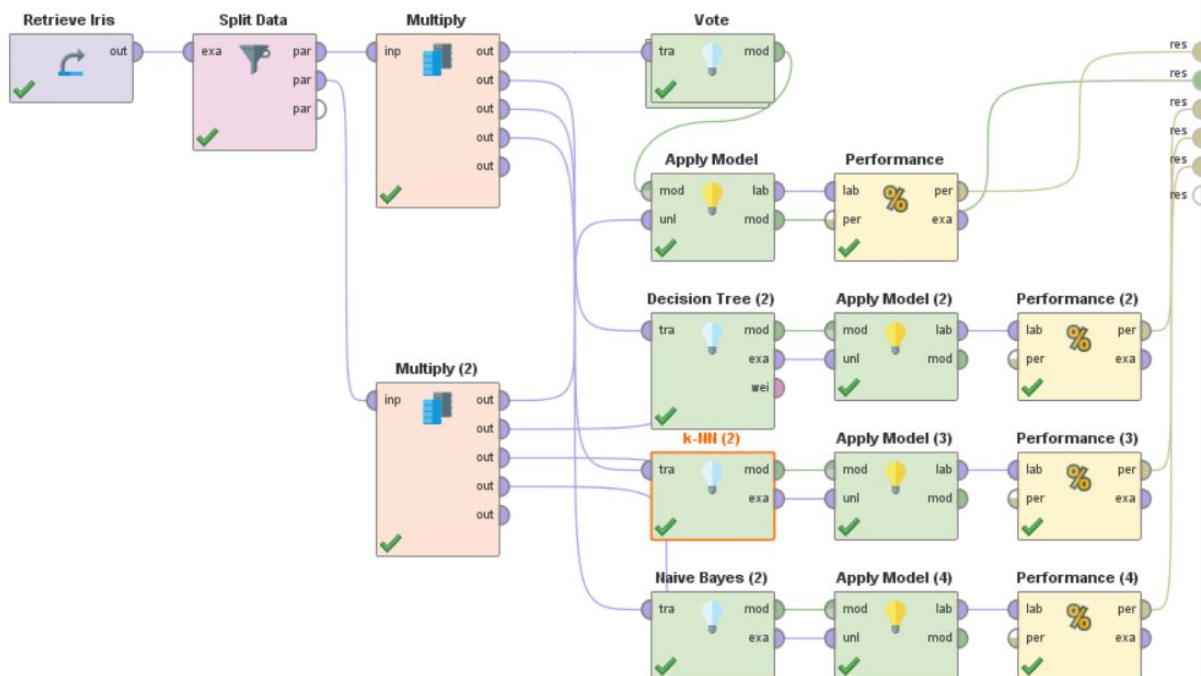 Retrieve Iris
out
Split Data
exa
par
par
par
Multiply
inp
out
out
out
out
out
Vote
tra
mod
Apply Model
mod
lab
unl
mod
Performance
lab
per
per
exa
res
res
res
res
res
res
Multiply (2)
inp
out
out
out
out
out
Decision Tree (2)
tra
mod
exa
wei
Apply Model (2)
mod
lab
unl
mod
Performance (2)
lab
per
per
exa
k-NN (2)
tra
mod
exa
Apply Model (3)
mod
lab
unl
mod
Performance (3)
lab
per
per
exa
Naive Bayes (2)
tra
mod
exa
Apply Model (4)
mod
lab
unl
mod
Performance (4)
lab
per
per
exa